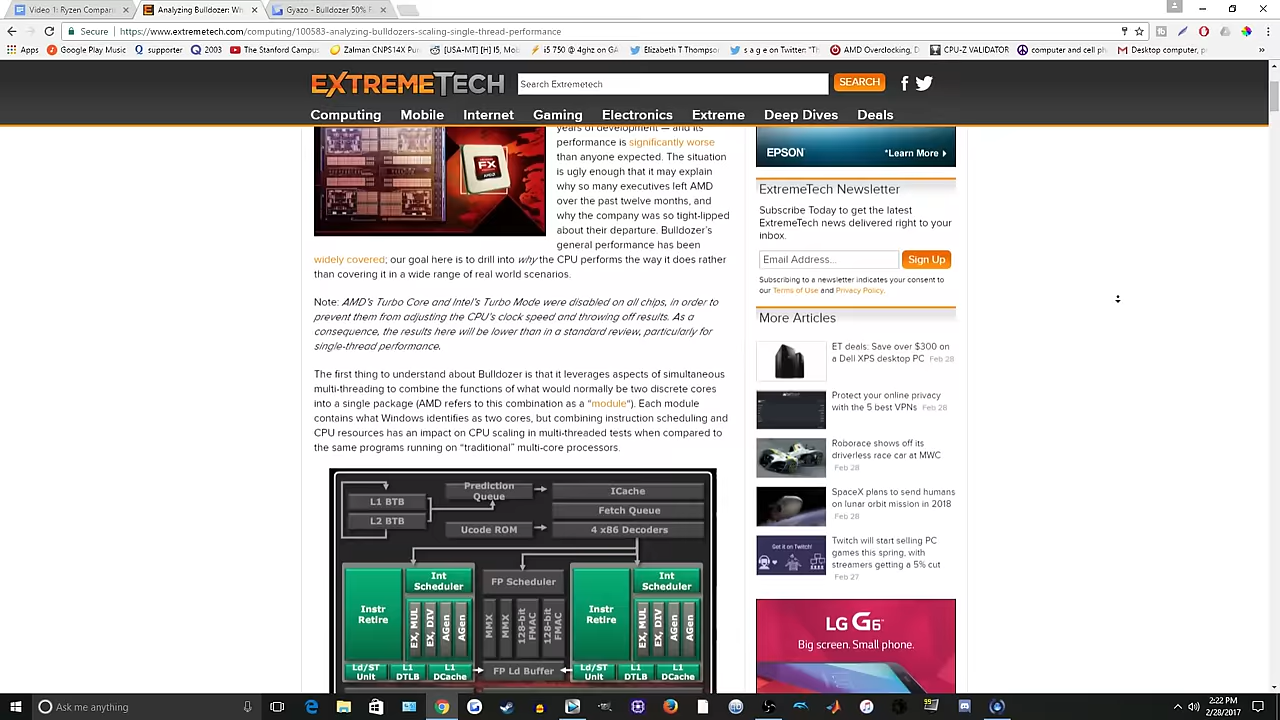 Video 1: Ryzen Compari
Analyzing Bulldozer: Wh
Gyazo - Bulldozer 50% F
Secure
https://www.extremetech.com/computing/100583-analyzing-bulldozers-scaling-single-thread-performance
Apps
Google Play Music
supporter
2003
The Stanford Campus
Zalman CNPS14X Pure
[USA-MT] [H] I5, Mob
i5 750 @ 4ghz on GA
Elizabeth T Thompso
s a g e on Twitter: "Th
AMD Overclocking, D
CPU-Z VALIDATOR
computer and cell ph
Desktop computer, p
EXTREMETECH
Search Extremetech
SEARCH
Computing
Mobile
Internet
Gaming
Electronics
Extreme
Deep Dives
Deals
years of development — and its
performance is significantly worse
than anyone expected. The situation
is ugly enough that it may explain
why so many executives left AMD
over the past twelve months, and
why the company was so tight-lipped
about their departure. Bulldozer's
general performance has been
widely covered; our goal here is to drill into why the CPU performs the way it does rather
than covering it in a wide range of real world scenarios.
Note: AMD's Turbo Core and Intel's Turbo Mode were disabled on all chips, in order to
prevent them from adjusting the CPU's clock speed and throwing off results. As a
consequence, the results here will be lower than in a standard review, particularly for
single-thread performance.
The first thing to understand about Bulldozer is that it leverages aspects of simultaneous
multi-threading to combine the functions of what would normally be two discrete cores
into a single package (AMD refers to this combination as a "module"). Each module
contains what Windows identifies as two cores, but combining instruction scheduling and
CPU resources has an impact on CPU scaling in multi-threaded tests when compared to
the same programs running on "traditional" multi-core processors.
FX
AMD
L1 BTB
L2 BTB
Prediction
Queue
Ucode ROM
ICache
Fetch Queue
4 x86 Decoders
Instr
Retire
Int
Scheduler
EX, MUL
EX, DIV
AGen
AGen
Ld/ST
Unit
L1
DTLB
L1
DCache
FP Scheduler
MMX
MMX
128-bit
FMAC
128-bit
FMAC
FP Ld Buffer
Instr
Retire
Int
Scheduler
EX, MUL
EX, DIV
AGen
AGen
Ld/ST
Unit
L1
DTLB
L1
DCache
EPSON
*Learn More
ExtremeTech Newsletter
Subscribe Today to get the latest
ExtremeTech news delivered right to your
inbox.
Email Address...
Sign Up
Subscribing to a newsletter indicates your consent to
our Terms of Use and Privacy Policy.
More Articles
ET deals: Save over $300 on
a Dell XPS desktop PC Feb 28
Protect your online privacy
with the 5 best VPNs Feb 28
Roborace shows off its
driverless race car at MWC
Feb 28
SpaceX plans to send humans
on lunar orbit mission in 2018
Feb 28
Get it on Twitch!
Twitch will start selling PC
games this spring, with
streamers getting a 5% cut
Feb 27
LG G6
Big screen. Small phone.
Ask me anything
2:22 PM
2/28/2017